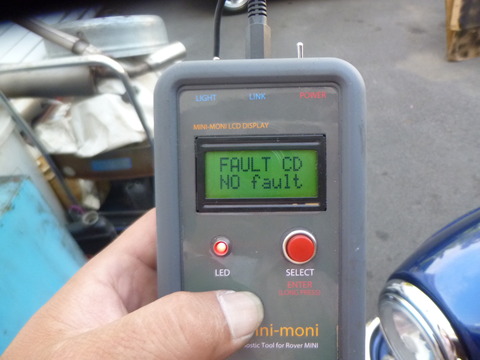 LIGHT LINK POWER
MINI-MONI LCD DISPLAY
FAULT CD
NO fault
LED SELECT
ENTER
ini-moni
ostic Tool for Rover MINI